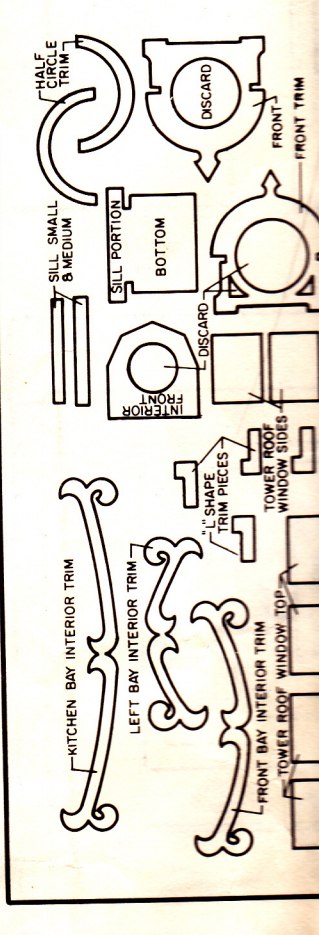 HALF
CIRCLE
TRIM
DISCARD
FRONT
FRONT TRIM
SILL SMALL
& MEDIUM
SILL PORTION
BOTTOM
DISCARD
INTERIOR
FRONT
"L" SHAPE
TRIM PIECES
TOWER ROOF
WINDOW SIDES
KITCHEN BAY INTERIOR TRIM
LEFT BAY INTERIOR TRIM
FRONT BAY INTERIOR TRIM
TOWER ROOF WINDOW TOP